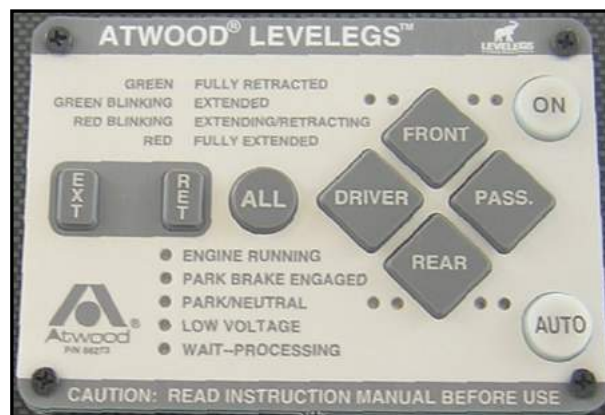 ATWOOD® LEVELEGS™
LEVELEGS
GREEN FULLY RETRACTED
GREEN BLINKING EXTENDED
RED BLINKING EXTENDING/RETRACTING
RED FULLY EXTENDED
ON
FRONT
EXT
RET
ALL
DRIVER
PASS.
REAR
ENGINE RUNNING
PARK BRAKE ENGAGED
PARK/NEUTRAL
LOW VOLTAGE
WAIT--PROCESSING
AUTO
Atwood®
P/N 66273
CAUTION: READ INSTRUCTION MANUAL BEFORE USE